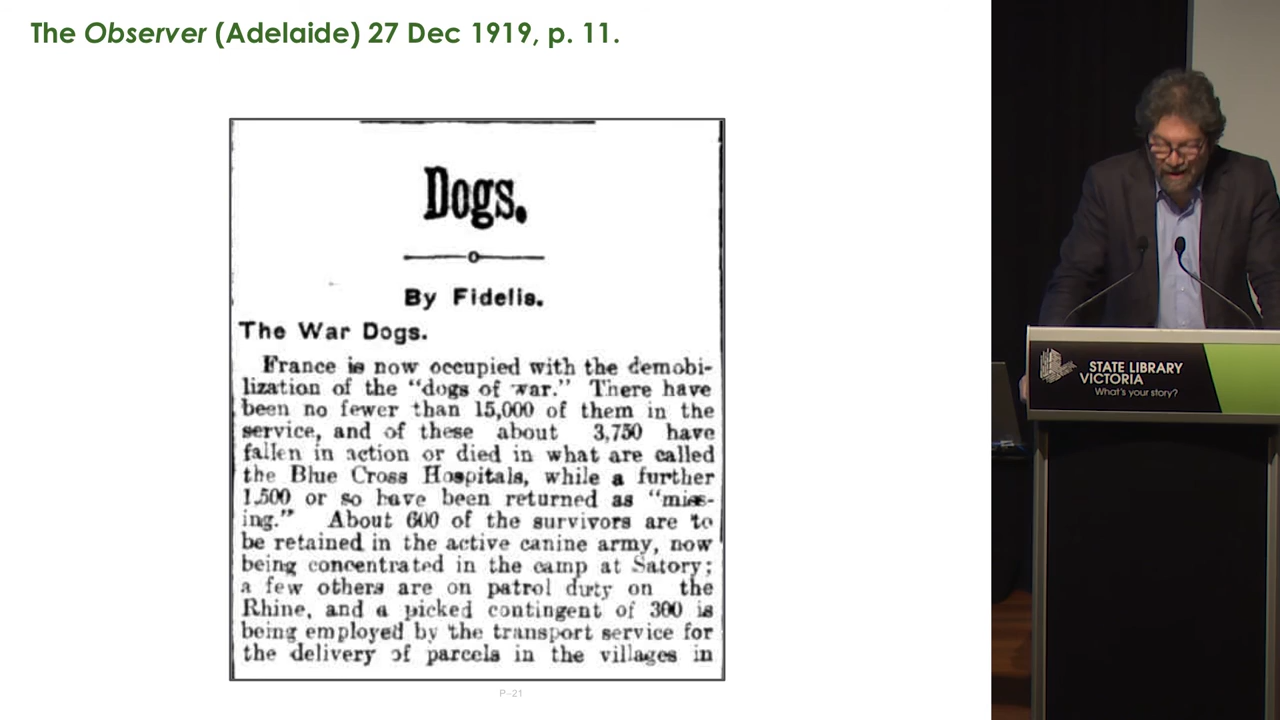 The Observer (Adelaide) 27 Dec 1919, p. 11.
Dogs.
By Fidelis.
The War Dogs.
France is now occupied with the demobi-
lization of the "dogs of war." There have
been no fewer than 15,000 of them in the
service, and of these about 3,750 have
fallen in action or died in what are called
the Blue Cross Hospitals, while a further
1,500 or so have been returned as "miss-
ing." About 600 of the survivors are to
be retained in the active canine army, now
being concentrated in the camp at Satory;
a few others are on patrol duty on the
Rhine, and a picked contingent of 300 is
being employed by the transport service for
the delivery of parcels in the villages in
P-21
STATE LIBRARY
VICTORIA
What's your story?